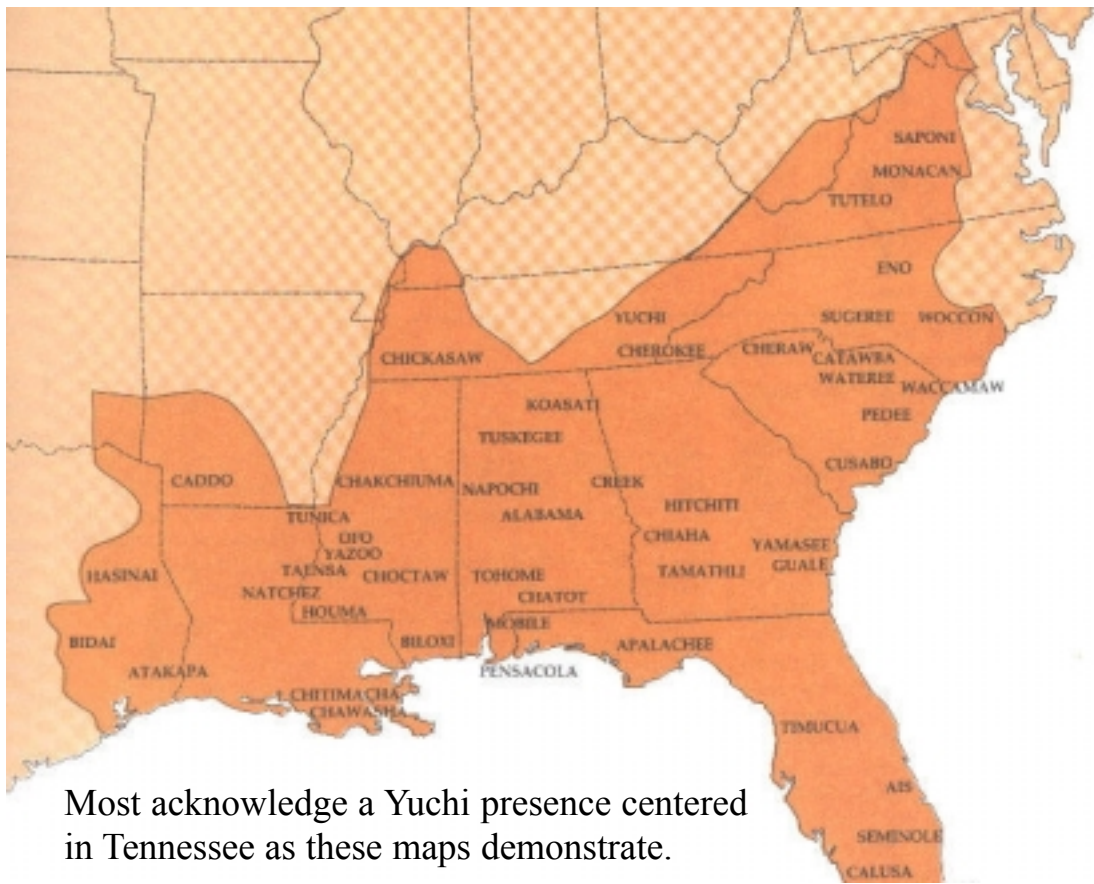 SAPONI
MONACAN
TUTELO
ENO
YUCHI
SUGEREE
WOCCON
CHEROKEE
CHERAW
CHICKASAW
CATAWBA
WATEREE
WACCAMAW
KOASATI
PEDEE
TUSKEGEE
CUSABO
CADDO
CHAKCHIUMA
NAPOCHI
CREEK
HITCHITI
TUNICA
ALABAMA
OFO
CHIAHA
YAZOO
YAMASEE
GUALE
HASINAI
TAENSA
CHOCTAW
TOHOME
TAMATHLI
NATCHEZ
CHATOT
HOUMA
MOBILE
BIDAI
BILOXI
APALACHEE
ATAKAPA
PENSACOLA
CHITIMACHA
CHAWASHA
TIMUCUA
AIS
SEMINOLE
CALUSA
Most acknowledge a Yuchi presence centered
in Tennessee as these maps demonstrate.